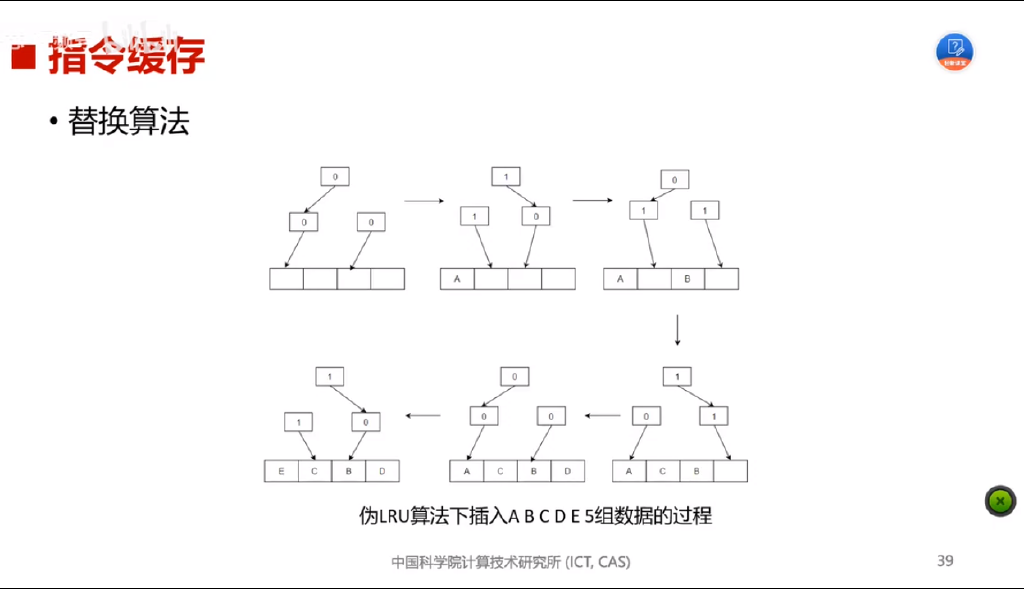 指令缓存
• 替换算法
0
0 0
1
1 0
A
0
1 1
A B
1
1 0
E C B D
0
0 0
A C B D
1
0 1
A C B
伪LRU算法下插入A B C D E 5组数据的过程
中国科学院计算技术研究所 (ICT, CAS)
39